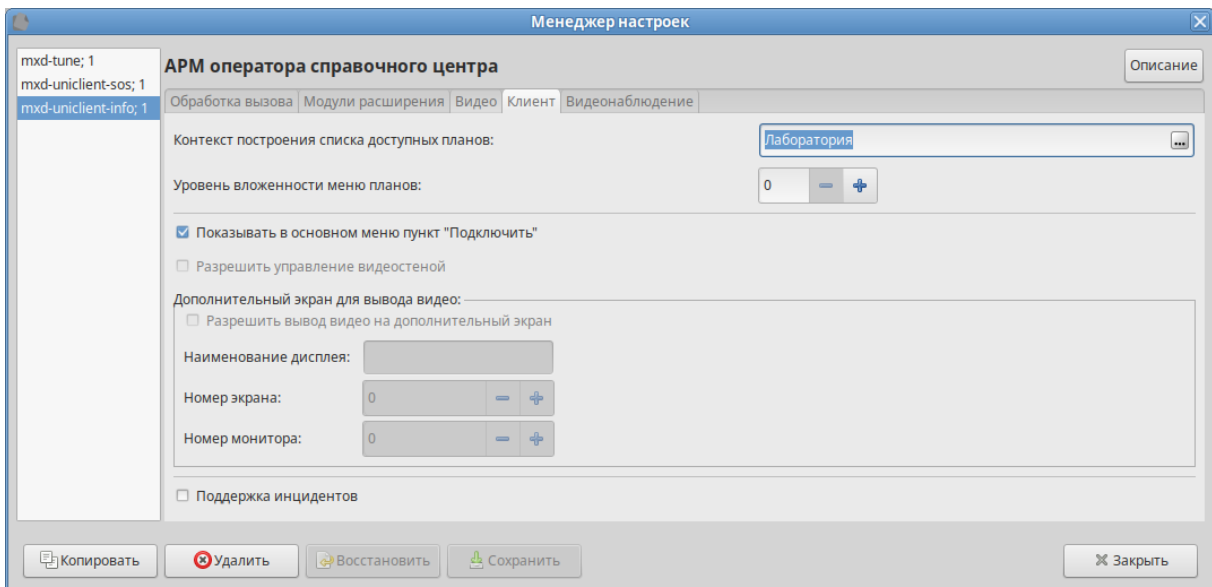 Менеджер настроек
mxd-tune; 1
mxd-uniclient-sos; 1
mxd-uniclient-info; 1
АРМ оператора справочного центра
Описание
Обработка вызова Модули расширения Видео Клиент Видеонаблюдение
Контекст построения списка доступных планов: Лаборатория ...
Уровень вложенности меню планов: 0
Показывать в основном меню пункт "Подключить"
Разрешить управление видеостеной
Дополнительный экран для вывода видео:
Разрешить вывод видео на дополнительный экран
Наименование дисплея:
Номер экрана: 0
Номер монитора: 0
Поддержка инцидентов
Копировать Удалить Восстановить Сохранить Закрыть